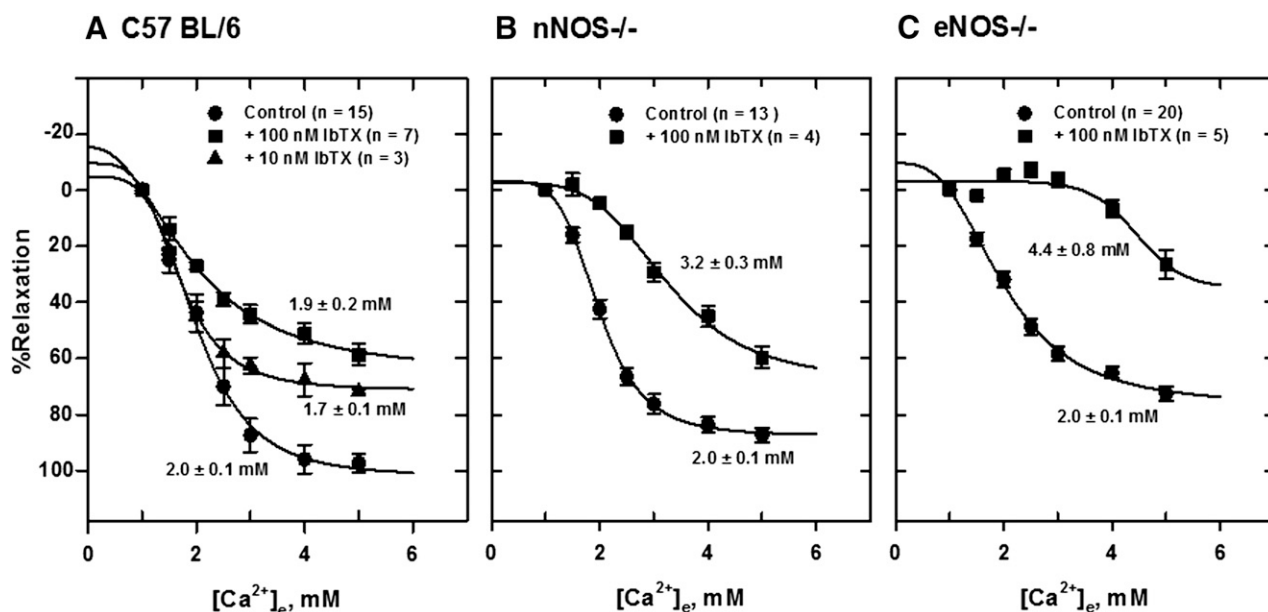 A C57 BL/6
B nNOS-/-
C eNOS-/-
%Relaxation
-20
0
20
40
60
80
100
Control (n = 15)
+ 100 nM IbTX (n = 7)
+ 10 nM IbTX (n = 3)
1.9 ± 0.2 mM
1.7 ± 0.1 mM
2.0 ± 0.1 mM
0 2 4 6
[Ca²⁺]ₑ, mM
Control (n = 13)
+ 100 nM IbTX (n = 4)
3.2 ± 0.3 mM
2.0 ± 0.1 mM
0 2 4 6
[Ca²⁺]ₑ, mM
Control (n = 20)
+ 100 nM IbTX (n = 5)
4.4 ± 0.8 mM
2.0 ± 0.1 mM
0 2 4 6
[Ca²⁺]ₑ, mM